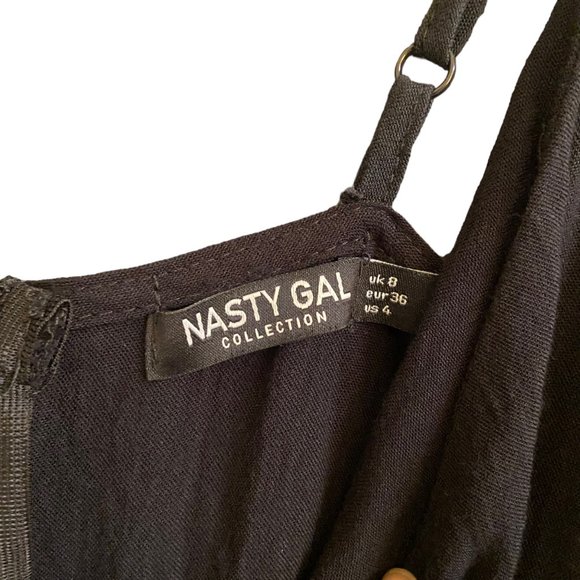 NASTY GAL
COLLECTION
uk 8
eur 36
us 4